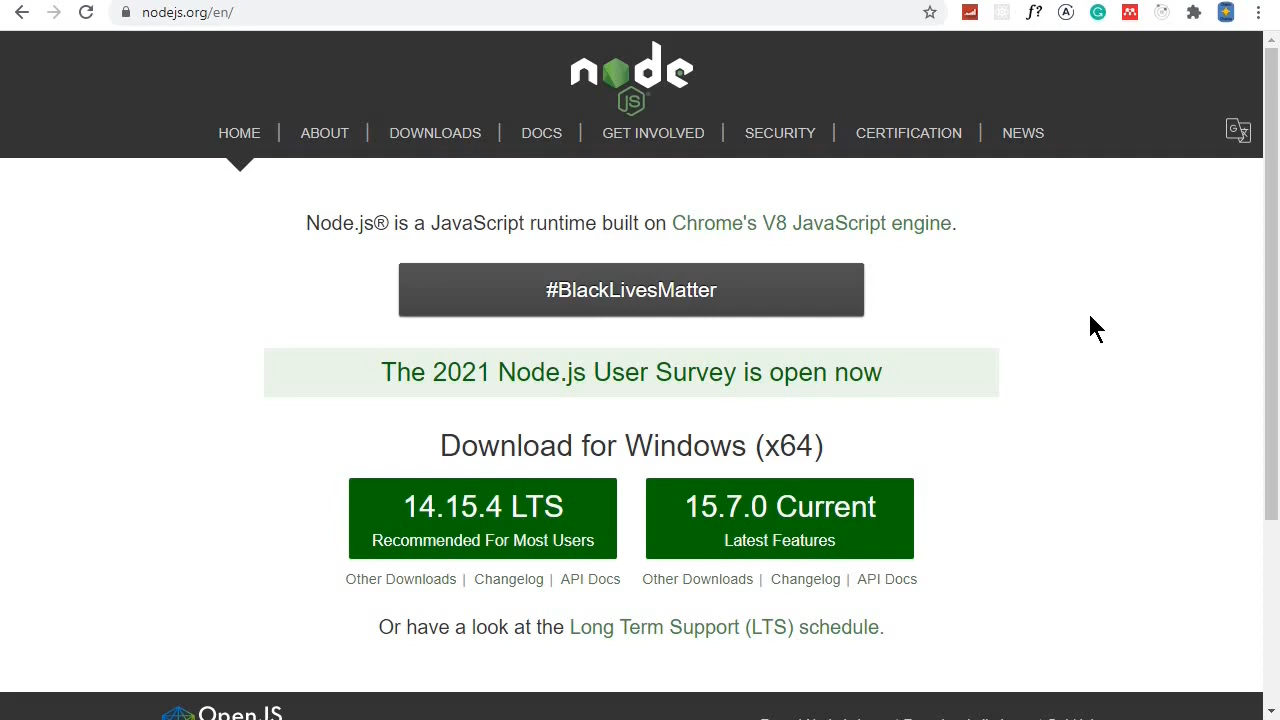 nodejs.org/en/
node
JS
HOME | ABOUT | DOWNLOADS | DOCS | GET INVOLVED | SECURITY | CERTIFICATION | NEWS
Node.js® is a JavaScript runtime built on Chrome's V8 JavaScript engine.
#BlackLivesMatter
The 2021 Node.js User Survey is open now
Download for Windows (x64)
14.15.4 LTS
Recommended For Most Users
15.7.0 Current
Latest Features
Other Downloads | Changelog | API Docs
Other Downloads | Changelog | API Docs
Or have a look at the Long Term Support (LTS) schedule.
OpenJS